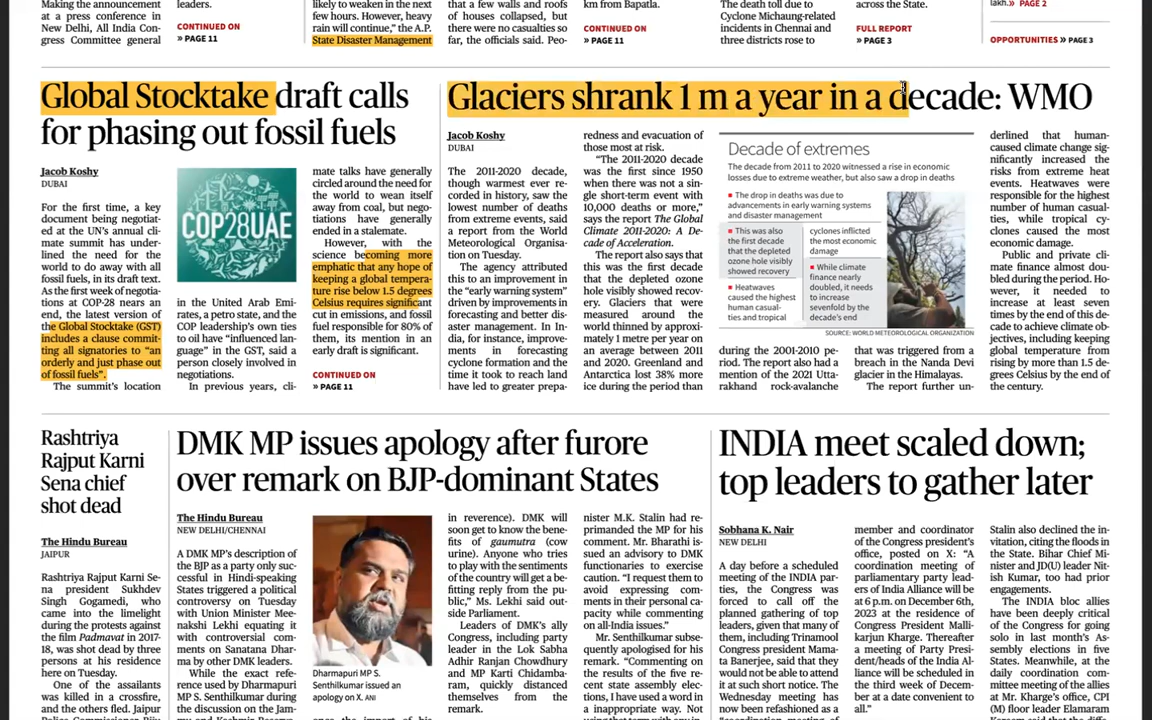 Making the announcement
at a press conference in
New Delhi, All India Con-
gress Committee general
leaders.
CONTINUED ON
» PAGE 11
likely to weaken in the next
few hours. However, heavy
rain will continue,” the A.P.
State Disaster Management
that a few walls and roofs
of houses collapsed, but
there were no casualties so
far, the officials said. Peo-
km from Bapatla.
CONTINUED ON
» PAGE 11
The death toll due to
Cyclone Michaung-related
incidents in Chennai and
three districts rose to
across the State.
FULL REPORT
» PAGE 3
lakh.» PAGE 2
OPPORTUNITIES » PAGE 3
Global Stocktake draft calls
for phasing out fossil fuels
Jacob Koshy
DUBAI
For the first time, a key
document being negotiat-
ed at the UN’s annual cli-
mate summit has under-
lined the need for the
world to do away with all
fossil fuels, in its draft text.
As the first week of negotia-
tions at COP-28 nears an
end, the latest version of
the Global Stocktake (GST)
includes a clause commit-
ting all signatories to “an
orderly and just phase out
of fossil fuels”.
The summit’s location
COP28UAE
in the United Arab Emi-
rates, a petro state, and the
COP leadership’s own ties
to oil have “influenced lan-
guage” in the GST, said a
person closely involved in
negotiations.
In previous years, cli-
mate talks have generally
circled around the need for
the world to wean itself
away from coal, but nego-
tiations have generally
ended in a stalemate.
However, with the
science becoming more
emphatic that any hope of
keeping a global tempera-
ture rise below 1.5 degrees
Celsius requires significant
cut in emissions, and fossil
fuel responsible for 80% of
them, its mention in an
early draft is significant.
CONTINUED ON
» PAGE 11
Glaciers shrank 1 m a year in a decade: WMO
Jacob Koshy
DUBAI
The 2011-2020 decade,
though warmest ever re-
corded in history, saw the
lowest number of deaths
from extreme events, said
a report from the World
Meteorological Organisa-
tion on Tuesday.
The agency attributed
this to an improvement in
the “early warning system”
driven by improvements in
forecasting and better dis-
aster management. In In-
dia, for instance, improve-
ments in forecasting
cyclone formation and the
time it took to reach land
have led to greater prepa-
redness and evacuation of
those most at risk.
“The 2011-2020 decade
was the first since 1950
when there was not a sin-
gle short-term event with
10,000 deaths or more,”
says the report The Global
Climate 2011-2020: A De-
cade of Acceleration.
The report also says that
this was the first decade
that the depleted ozone
hole visibly showed recov-
ery. Glaciers that were
measured around the
world thinned by approxi-
mately 1 metre per year on
an average between 2011
and 2020. Greenland and
Antarctica lost 38% more
ice during the period than
Decade of extremes
The decade from 2011 to 2020 witnessed a rise in economic
losses due to extreme weather, but also saw a drop in deaths
■ The drop in deaths was due to
advancements in early warning systems
and disaster management
■ This was also
the first decade
that the depleted
ozone hole visibly
showed recovery
■ Heatwaves
caused the highest
human casual-
ties and tropical
cyclones inflicted
the most economic
damage
■ While climate
finance nearly
doubled, it needs
to increase
sevenfold by the
decade’s end
SOURCE: WORLD METEOROLOGICAL ORGANIZATION
during the 2001-2010 pe-
riod. The report also had a
mention of the 2021 Utta-
rakhand rock-avalanche
that was triggered from a
breach in the Nanda Devi
glacier in the Himalayas.
The report further un-
derlined that human-
caused climate change sig-
nificantly increased the
risks from extreme heat
events. Heatwaves were
responsible for the highest
number of human casual-
ties, while tropical cy-
clones caused the most
economic damage.
Public and private cli-
mate finance almost dou-
bled during the period. Ho-
wever, it needed to
increase at least seven
times by the end of this de-
cade to achieve climate ob-
jectives, including keeping
global temperature from
rising by more than 1.5 de-
grees Celsius by the end of
the century.
Rashtriya
Rajput Karni
Sena chief
shot dead
The Hindu Bureau
JAIPUR
Rashtriya Rajput Karni Se-
na president Sukhdev
Singh Gogamedi, who
came into the limelight
during the protests against
the film Padmavat in 2017-
18, was shot dead by three
persons at his residence
here on Tuesday.
One of the assailants
was killed in a crossfire,
and the others fled. Jaipur
DMK MP issues apology after furore
over remark on BJP-dominant States
The Hindu Bureau
NEW DELHI/CHENNAI
A DMK MP’s description of
the BJP as a party only suc-
cessful in Hindi-speaking
States triggered a political
controversy on Tuesday
with Union Minister Mee-
nakshi Lekhi equating it
with controversial com-
ments on Sanatana Dhar-
ma by other DMK leaders.
While the exact refe-
rence used by Dharmapuri
MP S. Senthilkumar during
the discussion on the Jam-
Dharmapuri MP S.
Senthilkumar issued an
apology on X. ANI
in reverence). DMK will
soon get to know the bene-
fits of gaumutra (cow
urine). Anyone who tries
to play with the sentiments
of the country will get a be-
fitting reply from the pu-
blic,” Ms. Lekhi said out-
side Parliament.
Leaders of DMK’s ally
Congress, including party
leader in the Lok Sabha
Adhir Ranjan Chowdhury
and MP Karti Chidamba-
ram, quickly distanced
themselves from the
remark.
nister M.K. Stalin had re-
primanded the MP for his
comment. Mr. Bharathi is-
sued an advisory to DMK
functionaries to exercise
caution. “I request them to
avoid expressing com-
ments in their personal ca-
pacity while commenting
on all-India issues.”
Mr. Senthilkumar subse-
quently apologised for his
remark. “Commenting on
the results of the five re-
cent state assembly elec-
tions, I have used a word in
a inappropriate way. Not
INDIA meet scaled down;
top leaders to gather later
Sobhana K. Nair
NEW DELHI
A day before a scheduled
meeting of the INDIA par-
ties, the Congress was
forced to call off the
planned gathering of top
leaders, given that many of
them, including Trinamool
Congress president Mama-
ta Banerjee, said that they
would not be able to attend
it at such short notice. The
Wednesday meeting has
now been refashioned as a
member and coordinator
of the Congress president’s
office, posted on X: “A
coordination meeting of
parliamentary party lead-
ers of India Alliance will be
at 6 p.m. on December 6th,
2023 at the residence of
Congress President Malli-
karjun Kharge. Thereafter
a meeting of Party Presi-
dent/heads of the India Al-
liance will be scheduled in
the third week of Decem-
ber at a date convenient to
all.”
Stalin also declined the in-
vitation, citing the floods in
the State. Bihar Chief Mi-
nister and JD(U) leader Nit-
ish Kumar, too had prior
engagements.
The INDIA bloc allies
have been deeply critical
of the Congress for going
solo in last month’s As-
sembly elections in five
States. Meanwhile, at the
daily coordination com-
mittee meeting of the allies
at Mr. Kharge’s office, CPI
(M) floor leader Elamaram